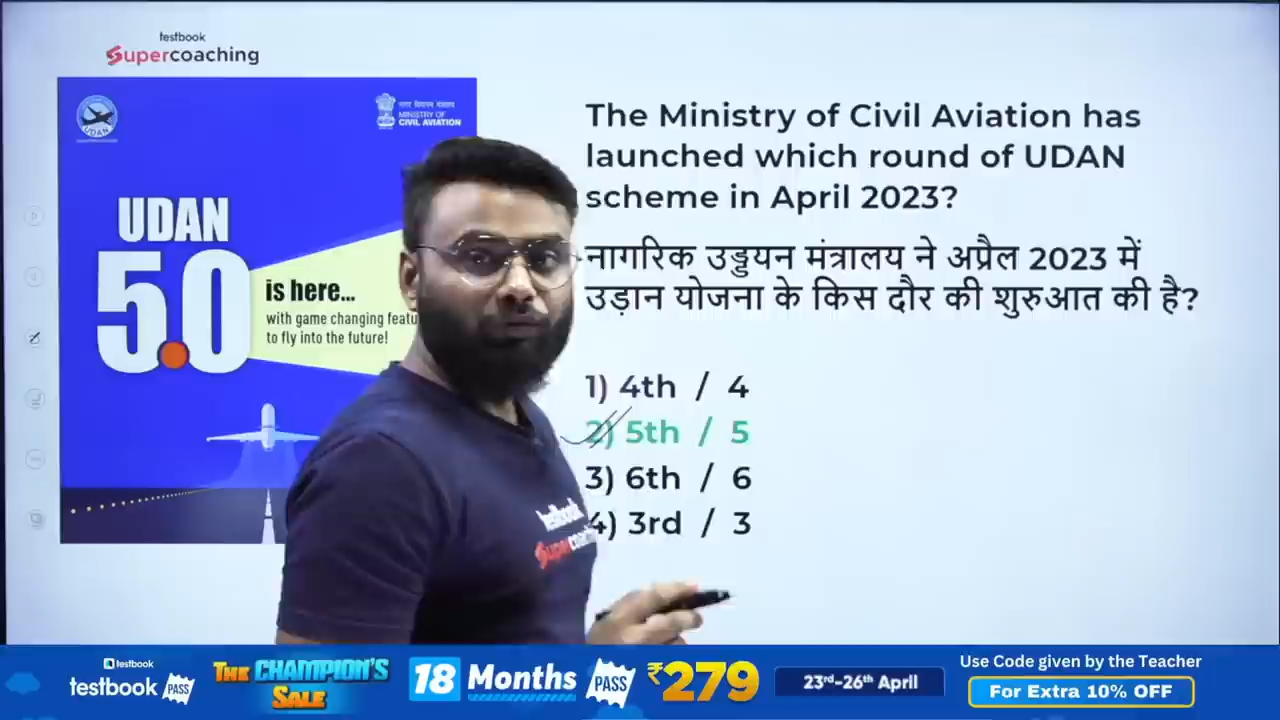 testbook
Supercoaching
UDAN
नागर विमानन मंत्रालय
MINISTRY OF
CIVIL AVIATION
UDAN
5.0
is here...
with game changing featu
to fly into the future!
The Ministry of Civil Aviation has
launched which round of UDAN
scheme in April 2023?
नागरिक उड्डयन मंत्रालय ने अप्रैल 2023 में
उड़ान योजना के किस दौर की शुरुआत की है?
1) 4th / 4
2) 5th / 5
3) 6th / 6
4) 3rd / 3
testbook
Supercoachi
testbook
testbook PASS
THE CHAMPION'S
SALE
18 Months
PASS
₹279
23rd-26th April
Use Code given by the Teacher
For Extra 10% OFF